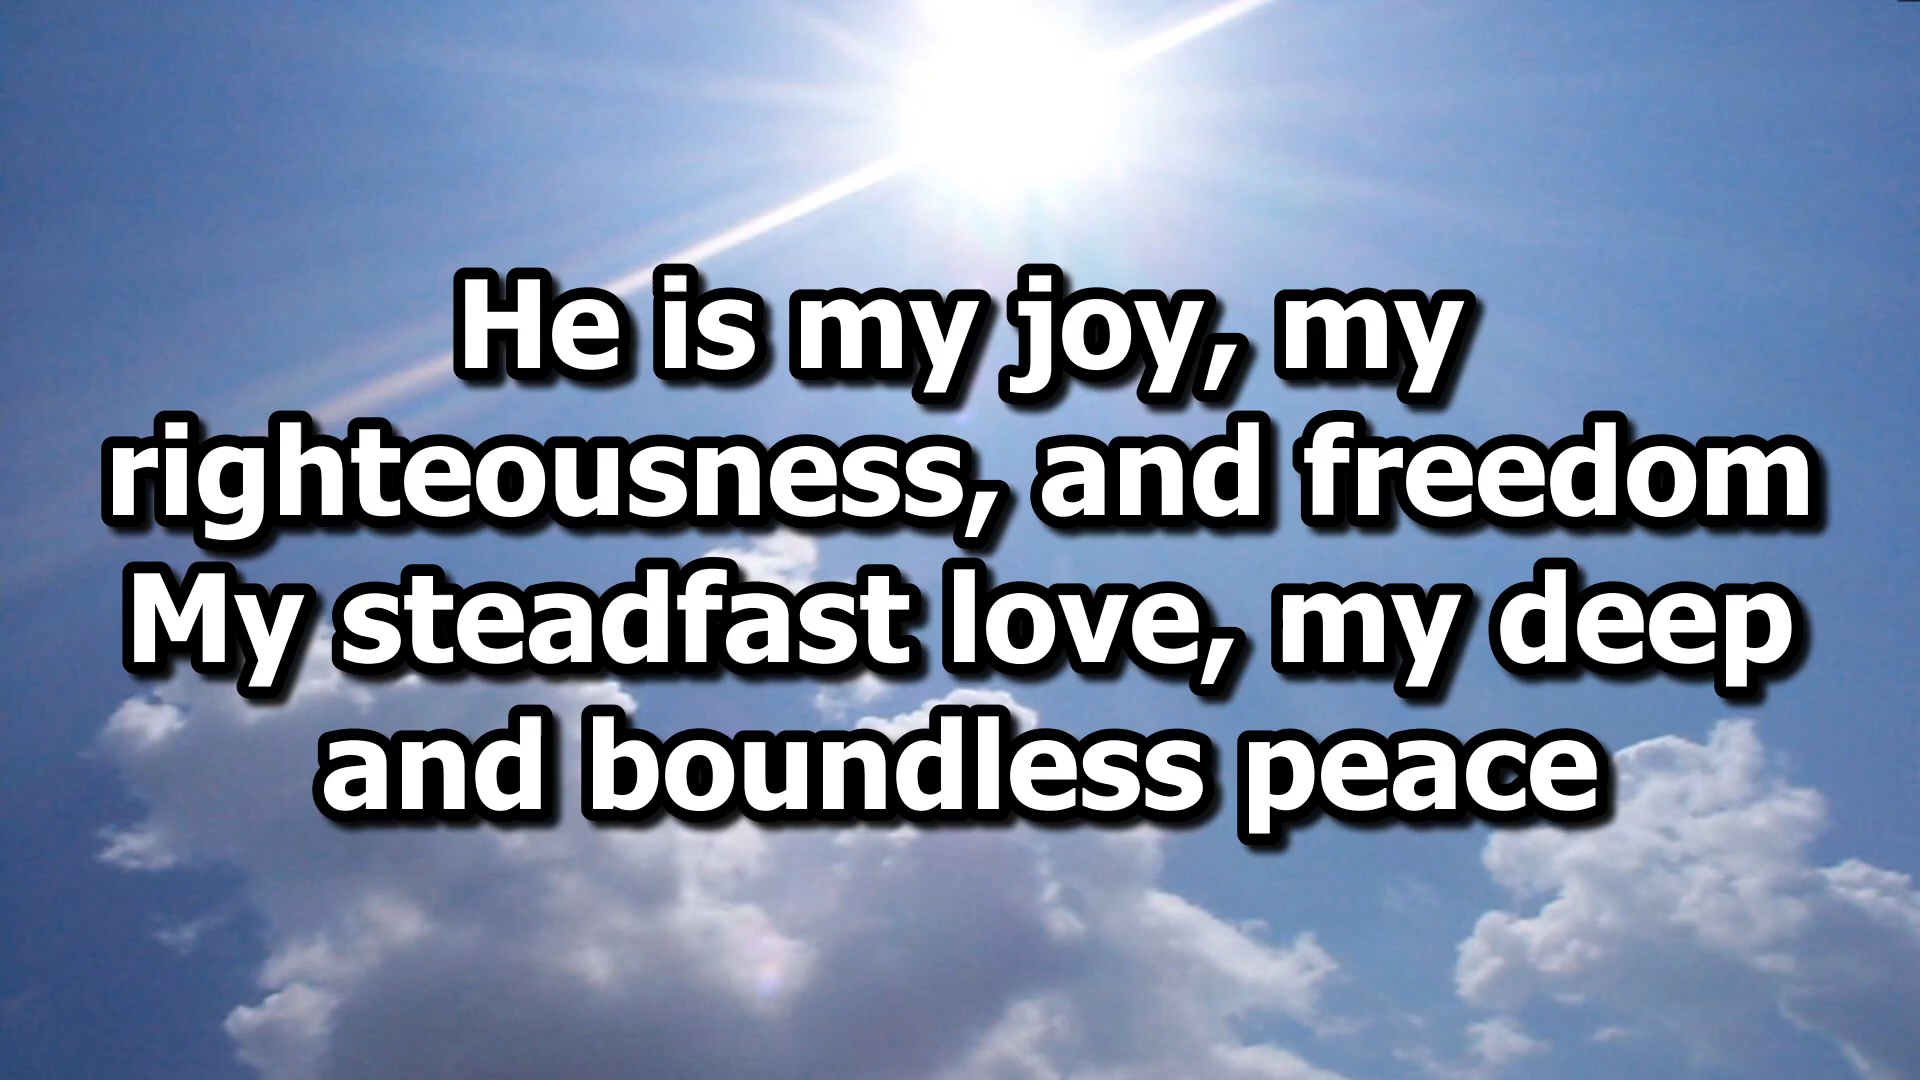 He is my joy, my
righteousness, and freedom
My steadfast love, my deep
and boundless peace